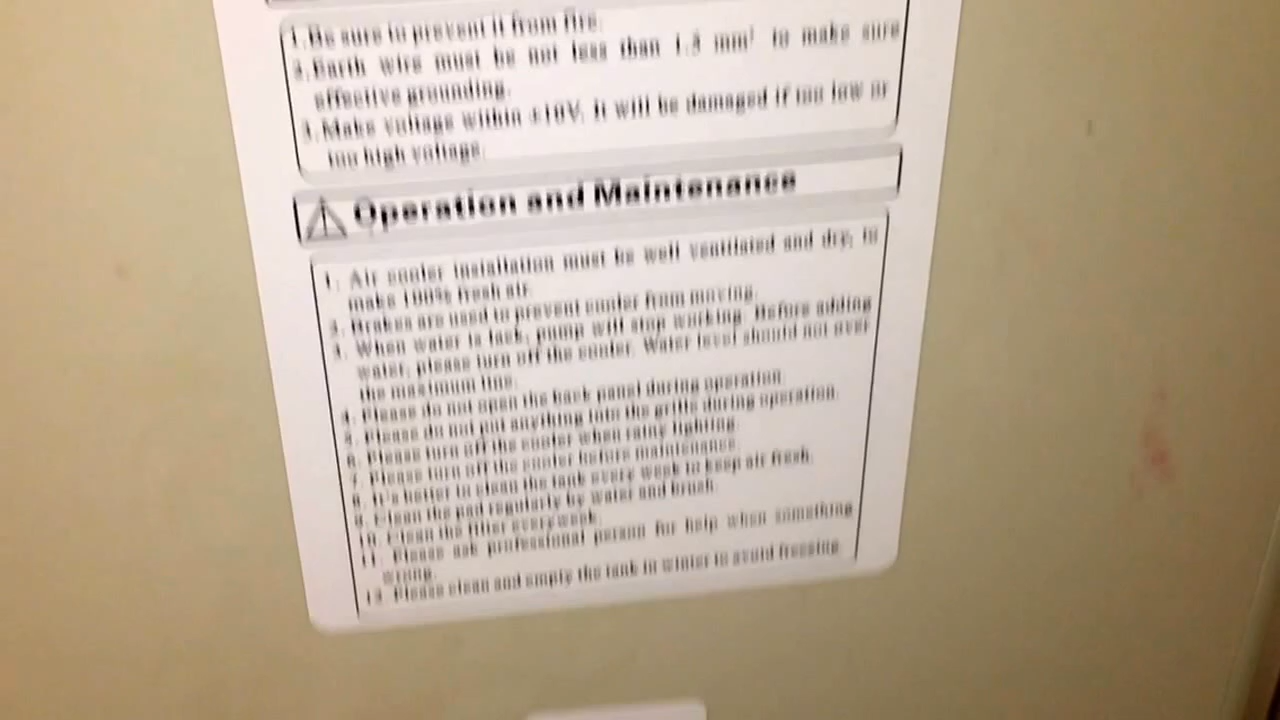 1.Be sure to prevent it from fire.
2.Earth wire must be not less than 1.5 mm² to make sure
effective grounding.
3.Make voltage within ±10V. It will be damaged if too low or
too high voltage.
Operation and Maintenance
1. Air cooler installation must be well ventilated and dry, to
make 100% fresh air.
2. Brakes are used to prevent cooler from moving.
3. When water is lack, pump will stop working. Before adding
water, please turn off the cooler. Water level should not over
the maximum line.
4. Please do not open the back panel during operation.
5. Please do not put anything into the grille during operation.
6. Please turn off the cooler when rainy lighting.
7. Please turn off the cooler before maintenance.
8. It's better to clean the tank every week to keep air fresh.
9. Clean the pad regularly by water and brush.
10. Clean the filter everyweek.
11. Please ask professional person for help when something
wrong.
12. Please clean and empty the tank in winter to avoid freezing.